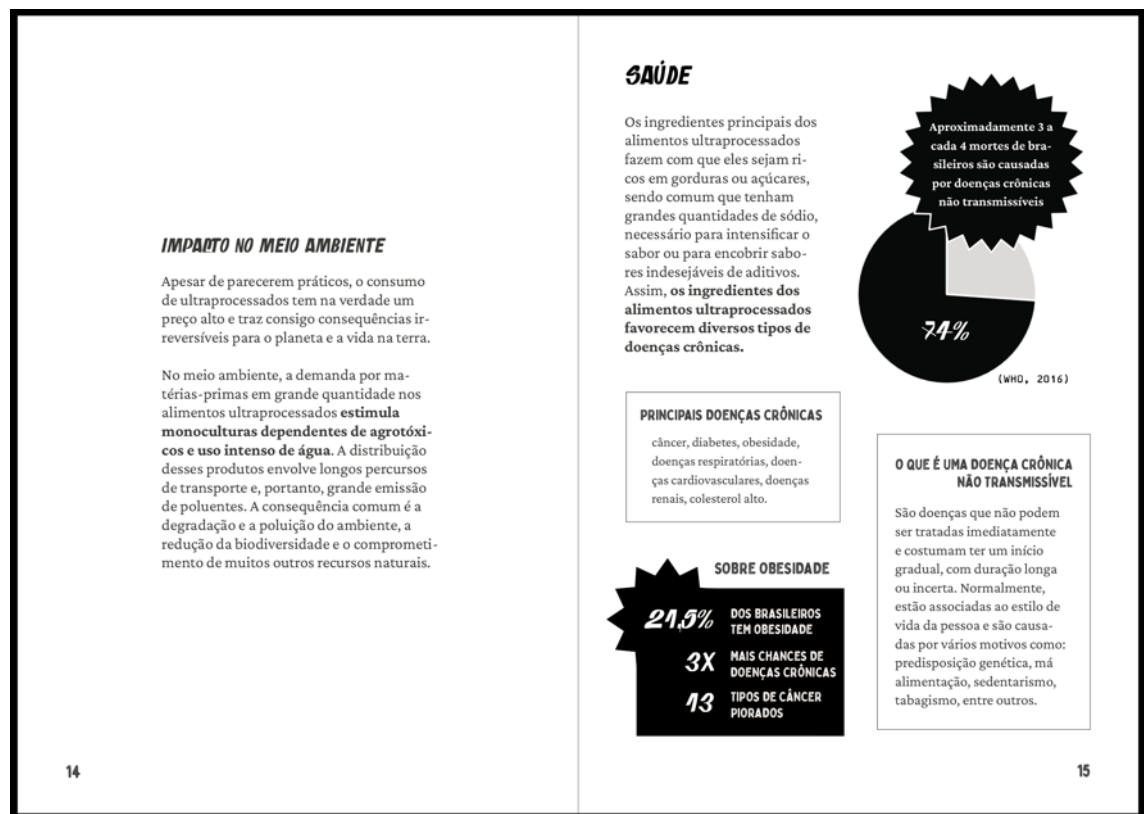 IMPACTO NO MEIO AMBIENTE
Apesar de parecerem práticos, o consumo
de ultraprocessados tem na verdade um
preço alto e traz consigo consequências ir-
reversíveis para o planeta e a vida na terra.
No meio ambiente, a demanda por ma-
térias-primas em grande quantidade nos
alimentos ultraprocessados estimula
monoculturas dependentes de agrotóxi-
cos e uso intenso de água. A distribuição
desses produtos envolve longos percursos
de transporte e, portanto, grande emissão
de poluentes. A consequência comum é a
degradação e a poluição do ambiente, a
redução da biodiversidade e o comprometi-
mento de muitos outros recursos naturais.
14
SAÚDE
Os ingredientes principais dos
alimentos ultraprocessados
fazem com que eles sejam ri-
cos em gorduras ou açúcares,
sendo comum que tenham
grandes quantidades de sódio,
necessário para intensificar o
sabor ou para encobrir sabo-
res indesejáveis de aditivos.
Assim, os ingredientes dos
alimentos ultraprocessados
favorecem diversos tipos de
doenças crônicas.
Aproximadamente 3 a
cada 4 mortes de bra-
sileiros são causadas
por doenças crônicas
não transmissíveis
74%
(WHO, 2016)
PRINCIPAIS DOENÇAS CRÔNICAS
câncer, diabetes, obesidade,
doenças respiratórias, doen-
ças cardiovasculares, doenças
renais, colesterol alto.
SOBRE OBESIDADE
21,5% DOS BRASILEIROS
TEM OBESIDADE
3X MAIS CHANCES DE
DOENÇAS CRÔNICAS
13 TIPOS DE CÂNCER
PIORADOS
O QUE É UMA DOENÇA CRÔNICA
NÃO TRANSMISSÍVEL
São doenças que não podem
ser tratadas imediatamente
e costumam ter um início
gradual, com duração longa
ou incerta. Normalmente,
estão associadas ao estilo de
vida da pessoa e são causa-
das por vários motivos como:
predisposição genética, má
alimentação, sedentarismo,
tabagismo, entre outros.
15